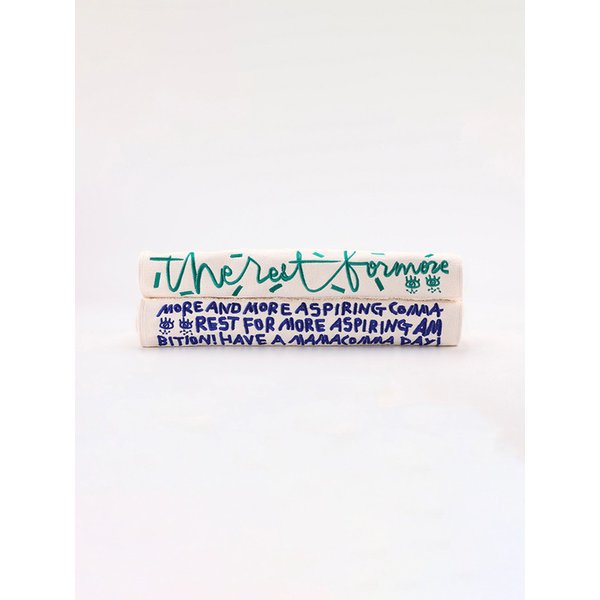 the rest for more
MORE AND MORE ASPIRING COMMA
REST FOR MORE ASPIRING AM
BITION! HAVE A MAMACOMMA DAY!